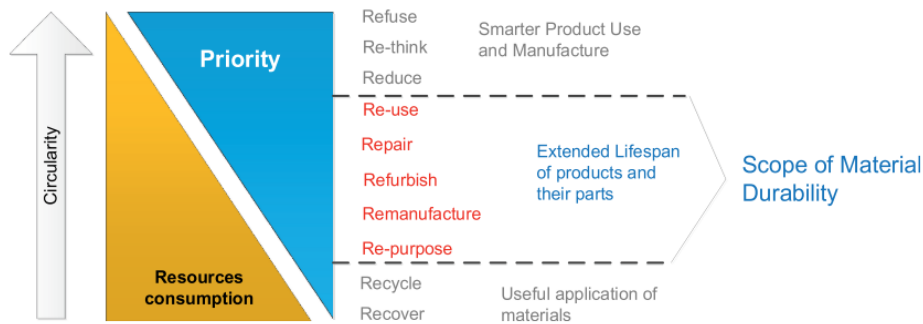 Circularity
Priority
Resources
consumption
Refuse
Re-think
Reduce
Re-use
Repair
Refurbish
Remanufacture
Re-purpose
Recycle
Recover
Smarter Product Use
and Manufacture
Extended Lifespan
of products and
their parts
Useful application of
materials
Scope of Material
Durability